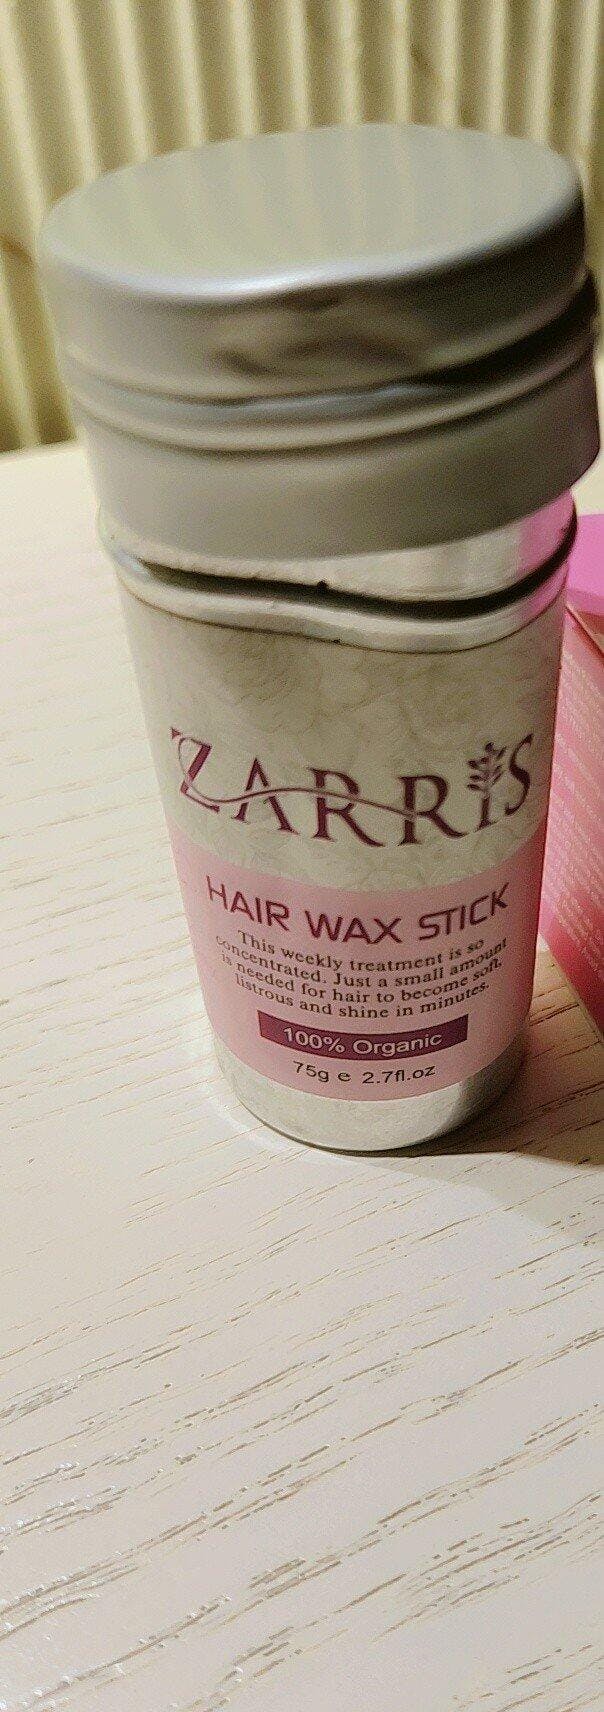 ZARRIS
HAIR WAX STICK
This weekly treatment is so
concentrated. Just a small amount
is needed for hair to become soft,
listrous and shine in minutes.
100% Organic
75g e 2.7fl.oz